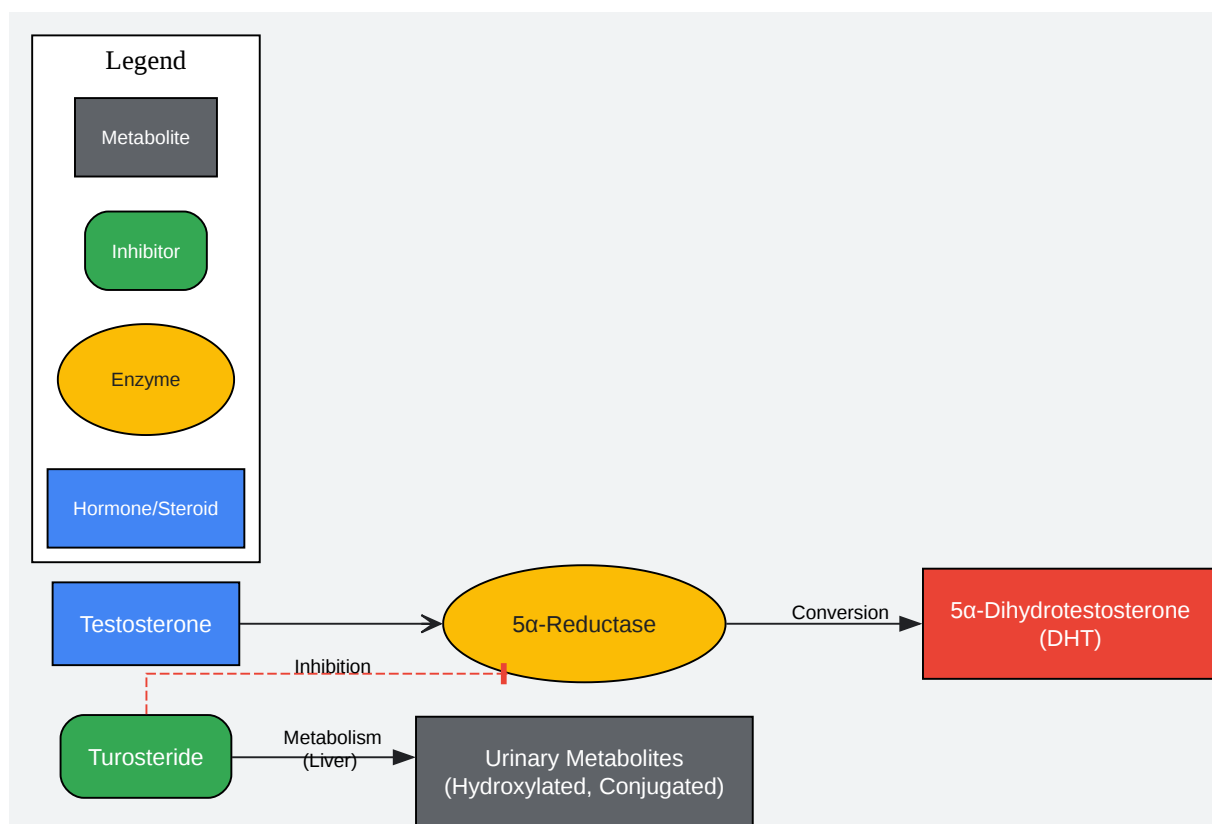 Legend
Metabolite
Inhibitor
Enzyme
Hormone/Steroid
Testosterone
5α-Reductase
Conversion
5α-Dihydrotestosterone
(DHT)
Inhibition
Turosteride
Metabolism
(Liver)
Urinary Metabolites
(Hydroxylated, Conjugated)